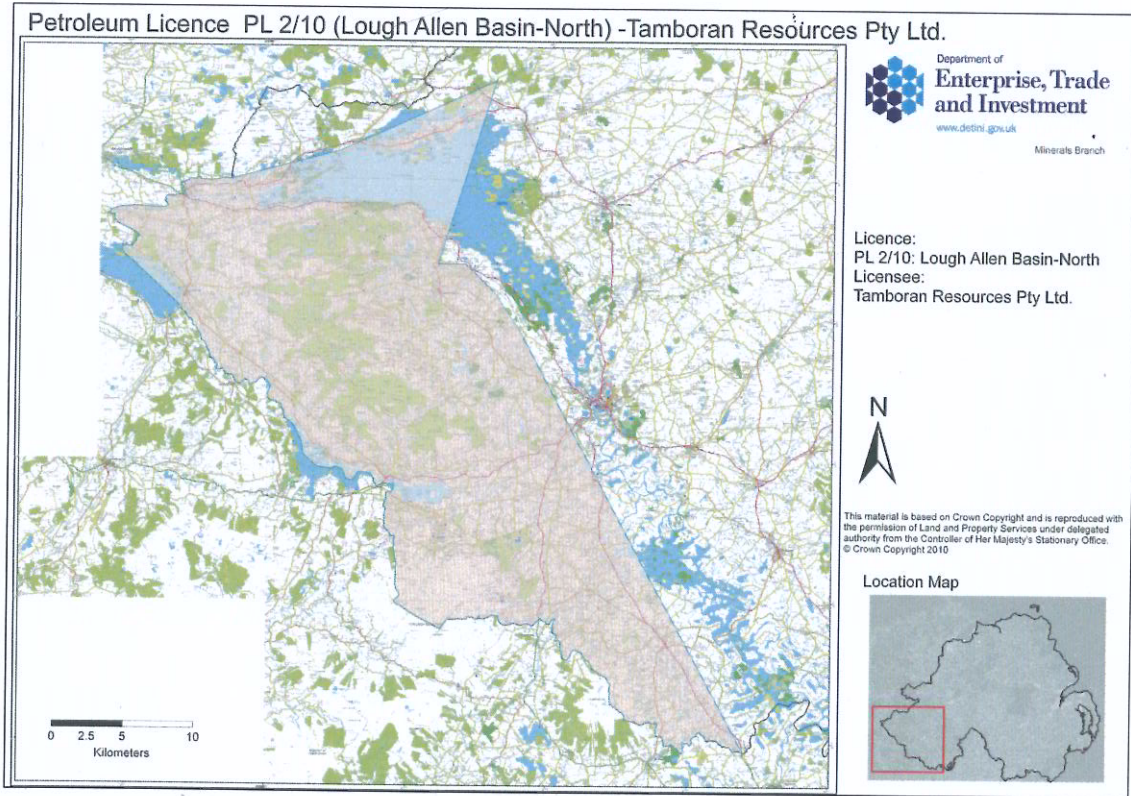 Petroleum Licence PL 2/10 (Lough Allen Basin-North) -Tamboran Resources Pty Ltd.
Department of
Enterprise, Trade
and Investment
www.detini.gov.uk
Minerals Branch
Licence:
PL 2/10: Lough Allen Basin-North
Licensee:
Tamboran Resources Pty Ltd.
N
This material is based on Crown Copyright and is reproduced with
the permission of Land and Property Services under delegated
authority from the Controller of Her Majesty's Stationary Office.
© Crown Copyright 2010
Location Map
0 2.5 5 10
Kilometers